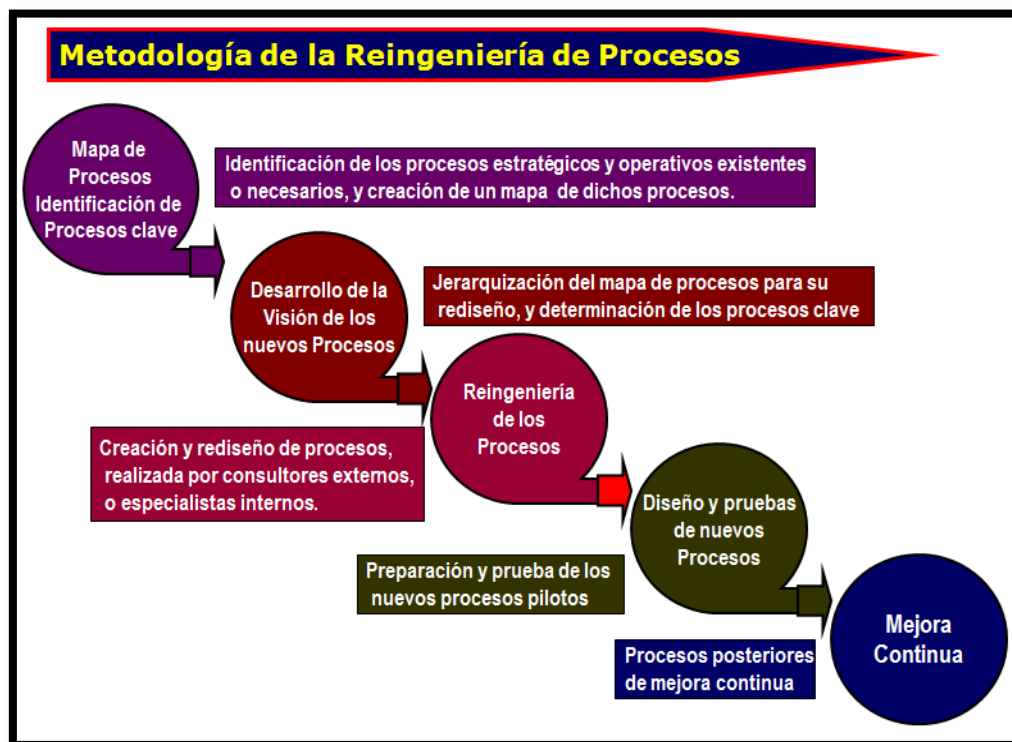 Metodología de la Reingeniería de Procesos
Mapa de
Procesos
Identificación de
Procesos clave
Identificación de los procesos estratégicos y operativos existentes
o necesarios, y creación de un mapa de dichos procesos.
Desarrollo de la
Visión de los
nuevos Procesos
Jerarquización del mapa de procesos para su
rediseño, y determinación de los procesos clave
Reingeniería
de los
Procesos
Creación y rediseño de procesos,
realizada por consultores externos,
o especialistas internos.
Diseño y pruebas
de nuevos
Procesos
Preparación y prueba de los
nuevos procesos pilotos
Mejora
Continua
Procesos posteriores
de mejora continua